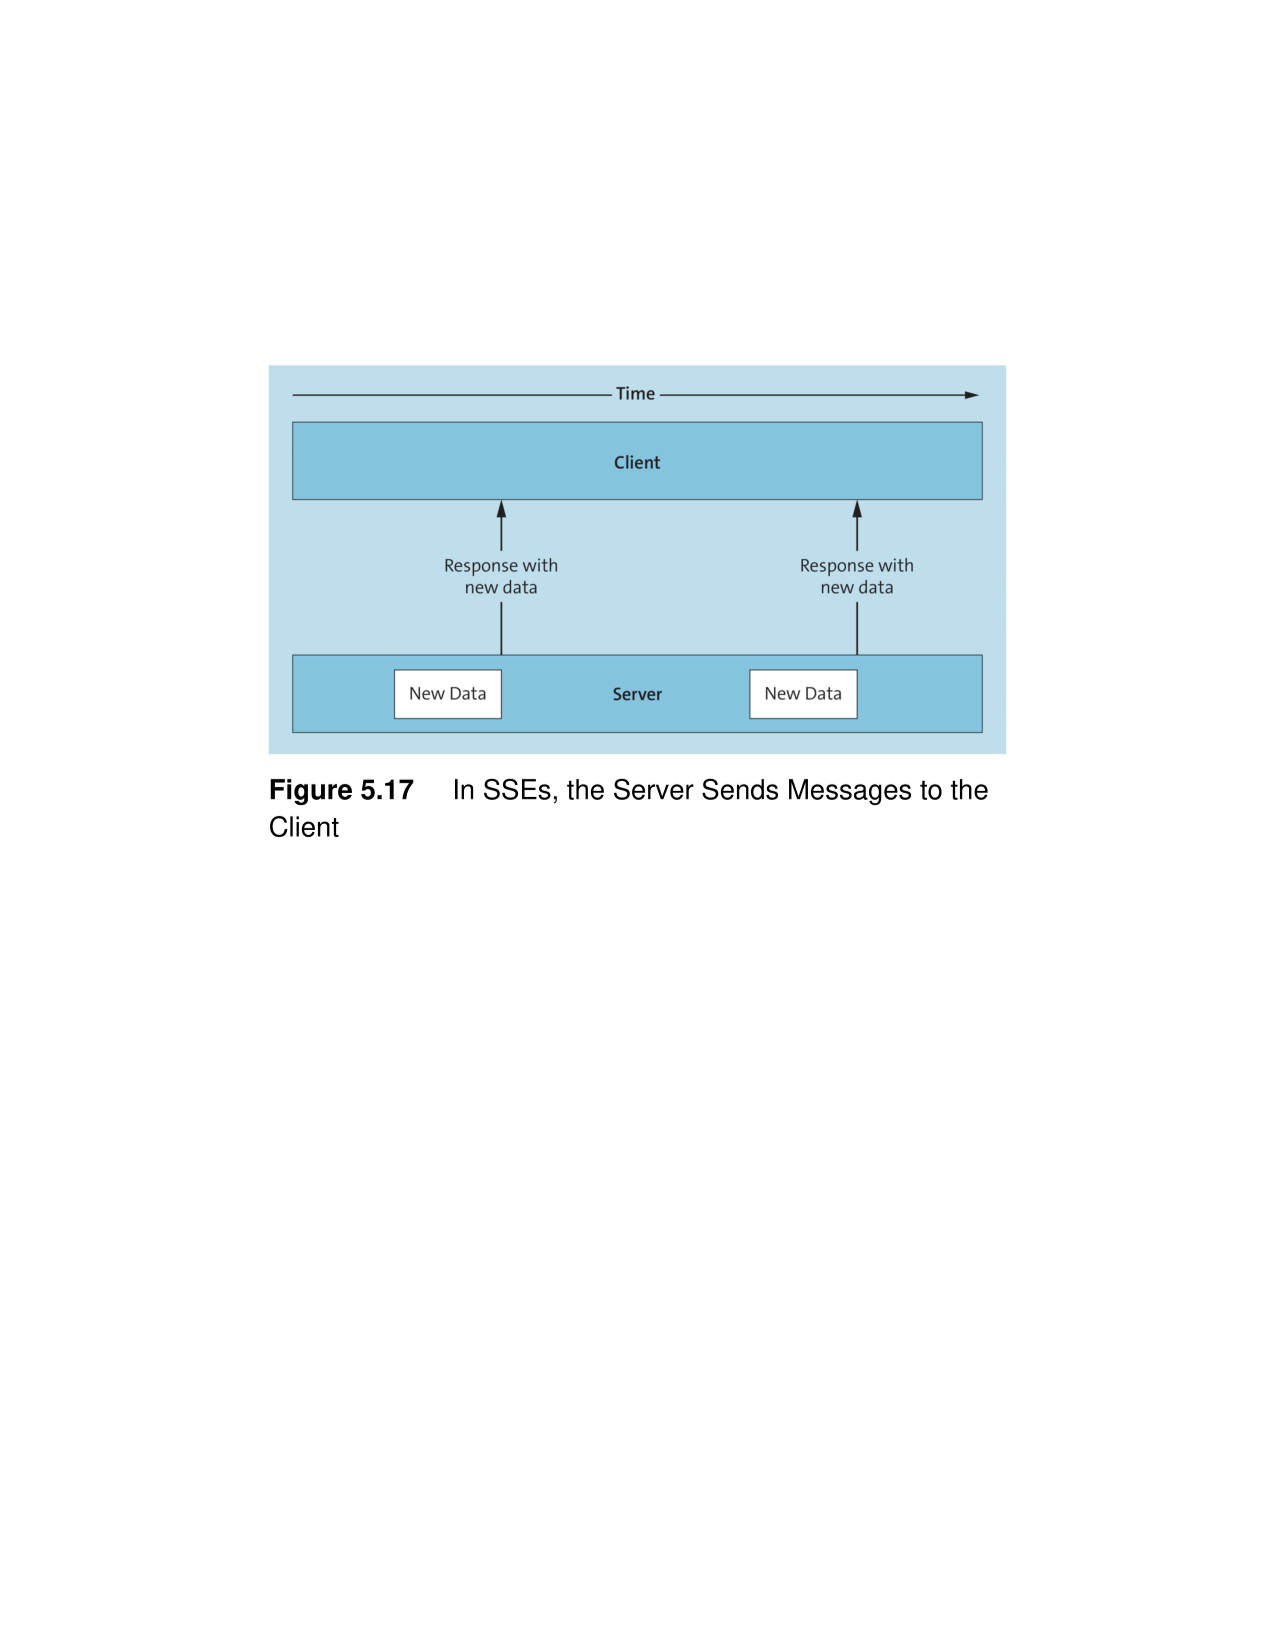 Time
Client
Response with
new data
Response with
new data
New Data
Server
New Data
Figure 5.17 In SSEs, the Server Sends Messages to the
Client